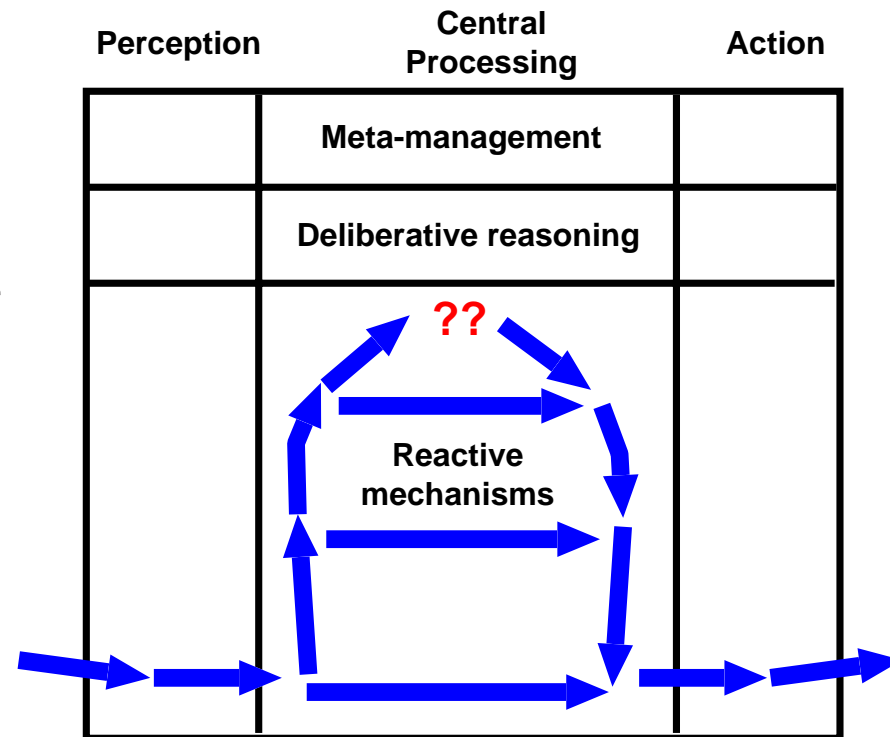 Perception
Central
Processing
Action
Meta-management
Deliberative reasoning
??
Reactive
mechanisms